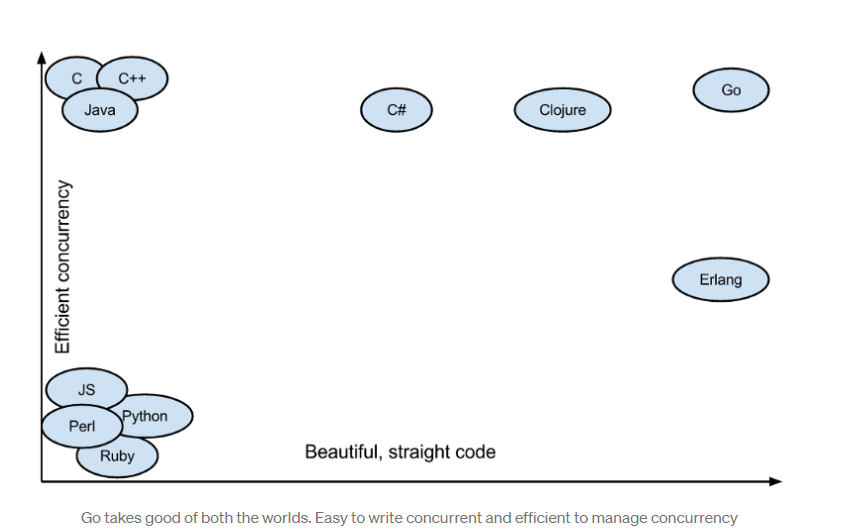 C
C++
Java
C#
Clojure
Go
Efficient concurrency
Erlang
JS
Python
Perl
Ruby
Beautiful, straight code
Go takes good of both the worlds. Easy to write concurrent and efficient to manage concurrency